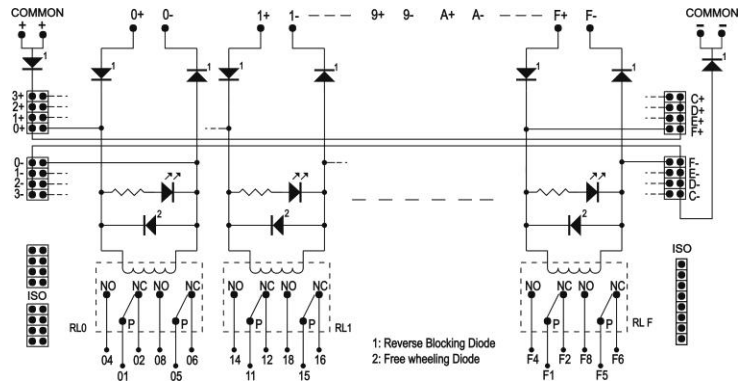 COMMON
+ +
0+ 0-
1+ 1-
9+ 9- A+ A-
F+ F-
COMMON
- -
1
1
1
1
1
1
1
1
3+
2+
1+
0+
C+
D+
E+
F+
0-
1-
2-
3-
F-
E-
D-
C-
2
2
2
ISO
ISO
NO NC NO NC
P P
RL0
04 02 08 06
01 05
NO NC NO NC
P P
RL1
14 12 18 16
11 15
NO NC NO NC
P P
RL F
F4 F2 F8 F6
F1 F5
1: Reverse Blocking Diode
2: Free wheeling Diode